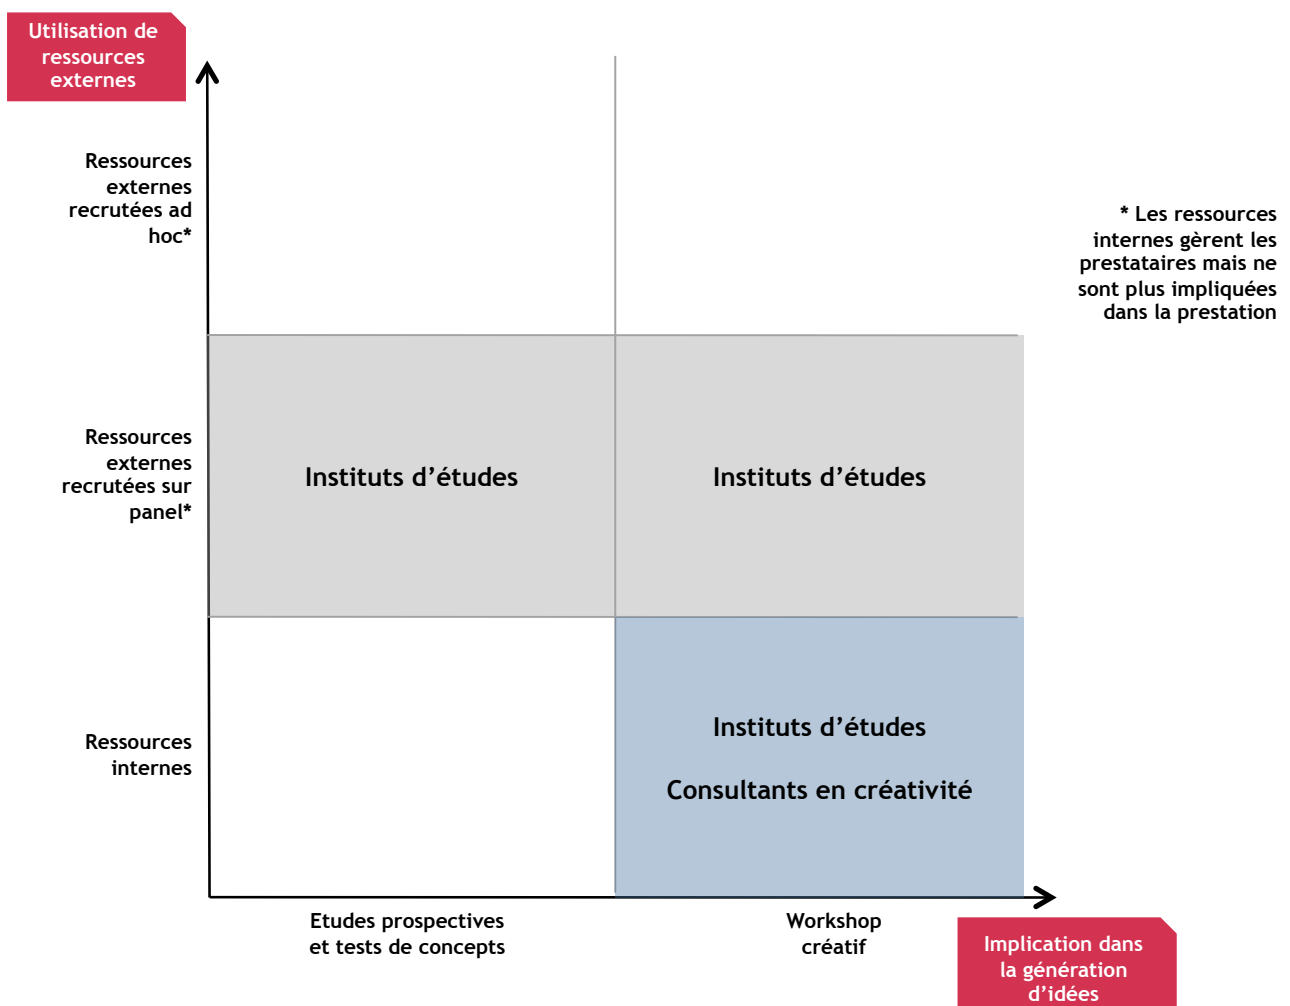 Utilisation de
ressources
externes
Ressources
externes
recrutées ad
hoc*
* Les ressources
internes gèrent les
prestataires mais ne
sont plus impliquées
dans la prestation
Ressources
externes
recrutées sur
panel*
Instituts d’études
Instituts d’études
Ressources
internes
Instituts d’études
Consultants en créativité
Etudes prospectives
et tests de concepts
Workshop
créatif
Implication dans
la génération
d’idées